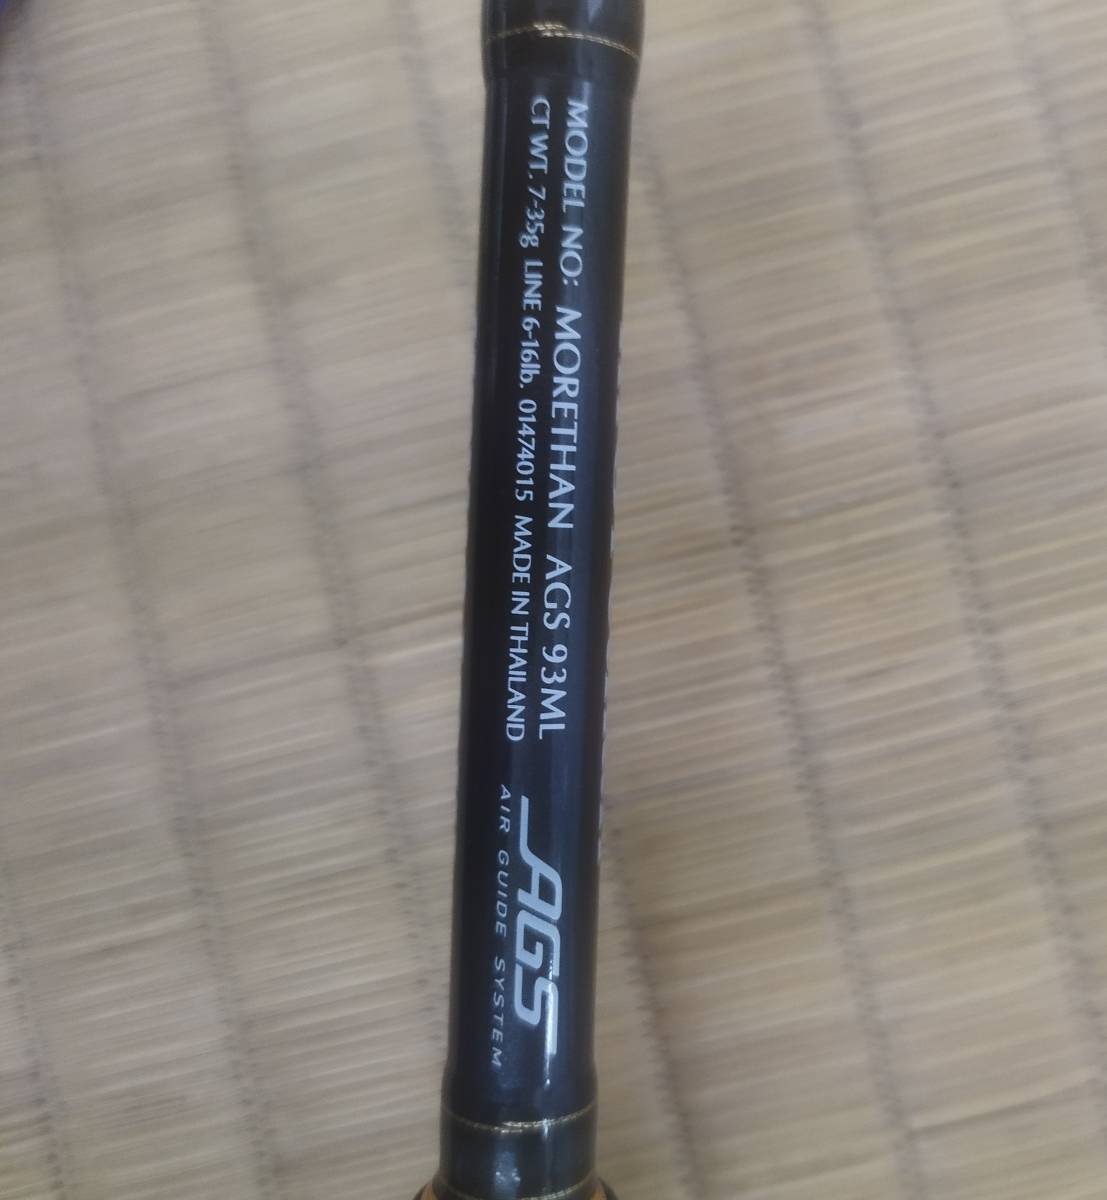 MODEL NO: MORETHAN AGS 93ML
CT WT. 7-35g LINE 6-16lb. 01474015 MADE IN THAILAND
AGS
AIR GUIDE SYSTEM